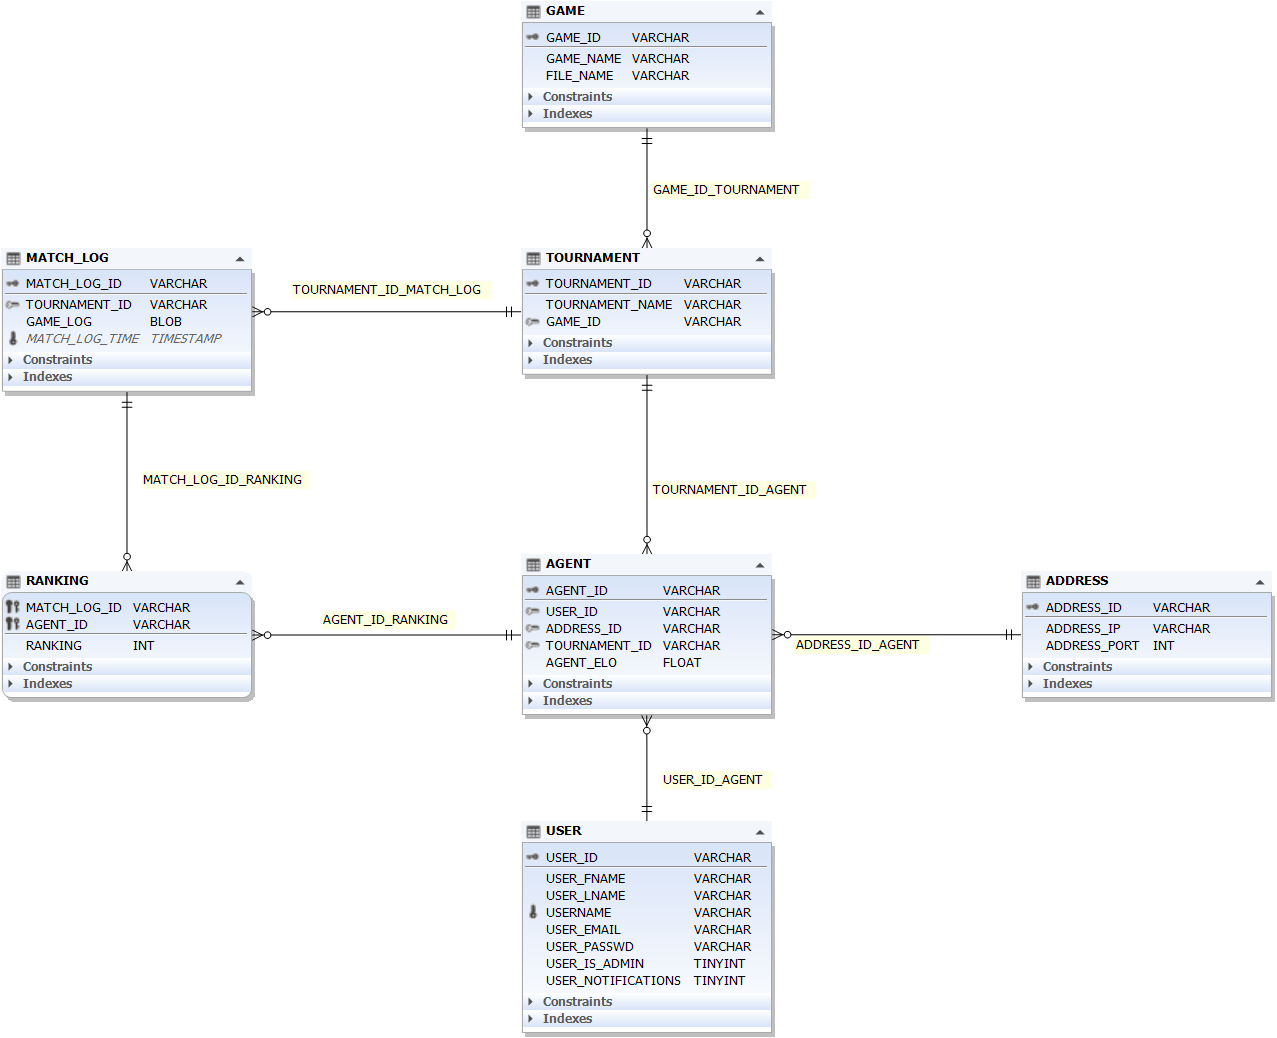 GAME
GAME_ID VARCHAR
GAME_NAME VARCHAR
FILE_NAME VARCHAR
Constraints
Indexes
GAME_ID_TOURNAMENT
MATCH_LOG
MATCH_LOG_ID VARCHAR
TOURNAMENT_ID VARCHAR
GAME_LOG BLOB
MATCH_LOG_TIME TIMESTAMP
Constraints
Indexes
TOURNAMENT_ID_MATCH_LOG
TOURNAMENT
TOURNAMENT_ID VARCHAR
TOURNAMENT_NAME VARCHAR
GAME_ID VARCHAR
Constraints
Indexes
MATCH_LOG_ID_RANKING
TOURNAMENT_ID_AGENT
RANKING
MATCH_LOG_ID VARCHAR
AGENT_ID VARCHAR
RANKING INT
Constraints
Indexes
AGENT_ID_RANKING
AGENT
AGENT_ID VARCHAR
USER_ID VARCHAR
ADDRESS_ID VARCHAR
TOURNAMENT_ID VARCHAR
AGENT_ELO FLOAT
Constraints
Indexes
ADDRESS_ID_AGENT
ADDRESS
ADDRESS_ID VARCHAR
ADDRESS_IP VARCHAR
ADDRESS_PORT INT
Constraints
Indexes
USER_ID_AGENT
USER
USER_ID VARCHAR
USER_FNAME VARCHAR
USER_LNAME VARCHAR
USERNAME VARCHAR
USER_EMAIL VARCHAR
USER_PASSWD VARCHAR
USER_IS_ADMIN TINYINT
USER_NOTIFICATIONS TINYINT
Constraints
Indexes